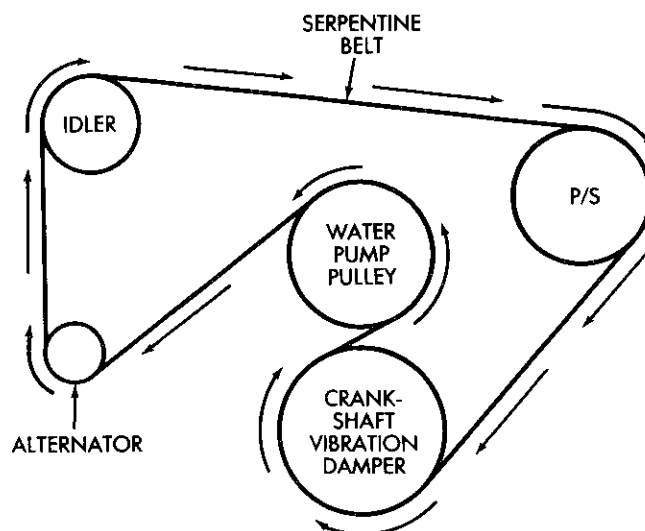 SERPENTINE
BELT
IDLER
P/S
WATER
PUMP
PULLEY
CRANK-
SHAFT
VIBRATION
DAMPER
ALTERNATOR